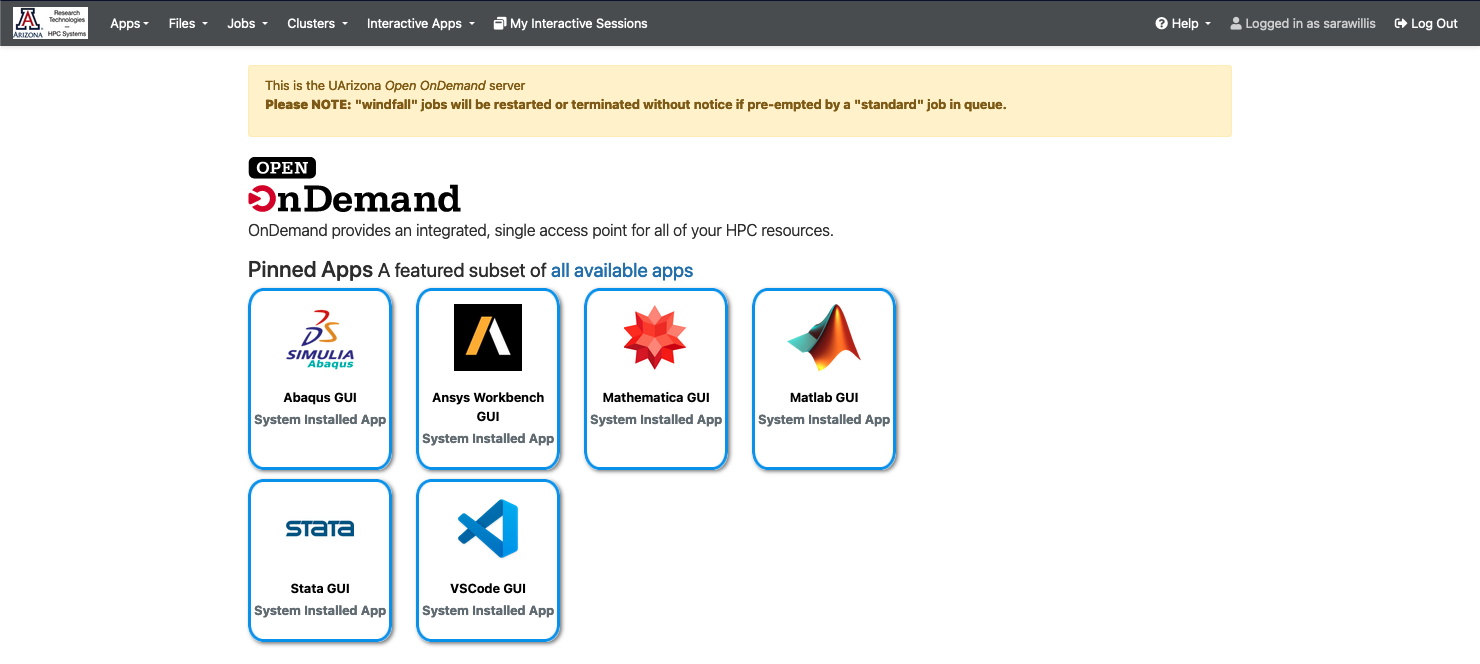 Research
Technologies
—
HPC Systems
ARIZONA
Apps Files Jobs Clusters Interactive Apps My Interactive Sessions Help Logged in as sarawillis Log Out
This is the UArizona Open OnDemand server
Please NOTE: "windfall" jobs will be restarted or terminated without notice if pre-empted by a "standard" job in queue.
OPEN
OnDemand
OnDemand provides an integrated, single access point for all of your HPC resources.
Pinned Apps A featured subset of all available apps
SIMULIA
Abaqus
Abaqus GUI
System Installed App
Ansys Workbench
GUI
System Installed App
Mathematica GUI
System Installed App
Matlab GUI
System Installed App
STATA
Stata GUI
System Installed App
VSCode GUI
System Installed App